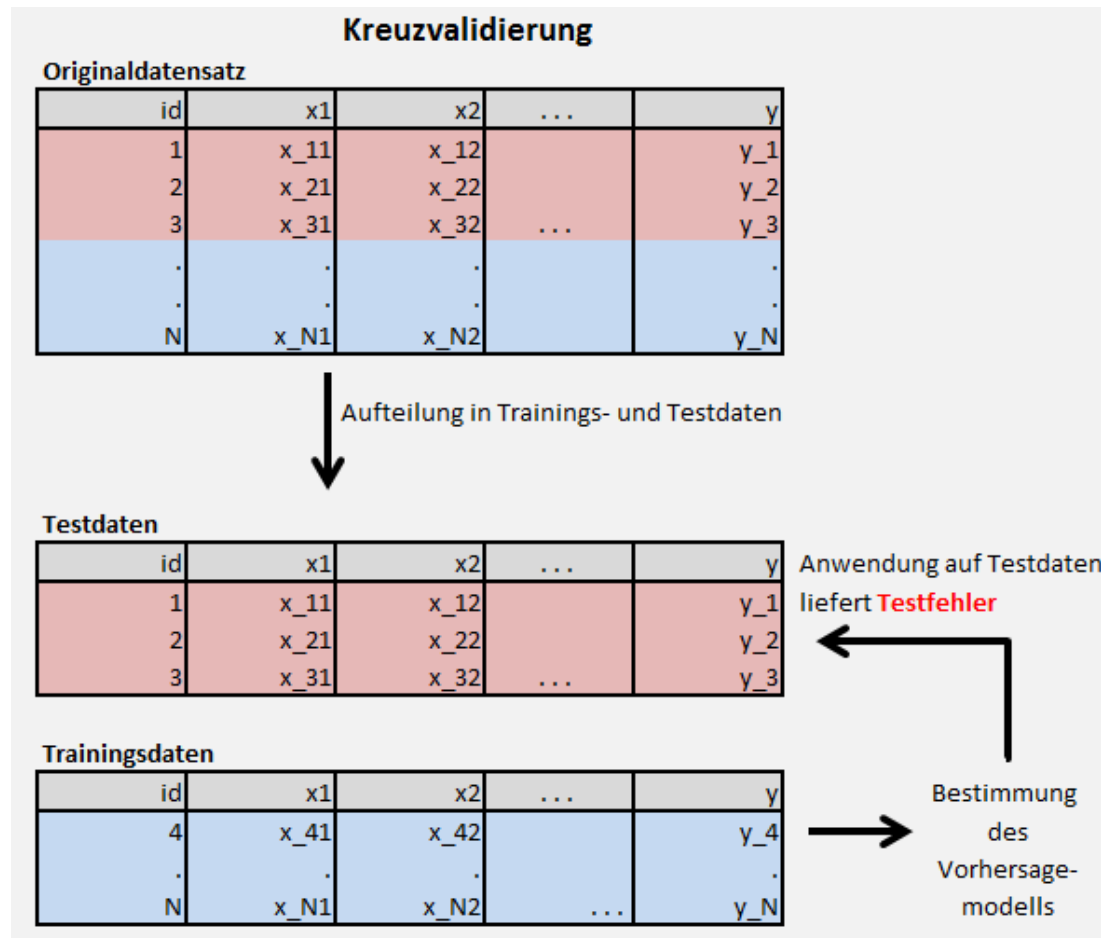 Kreuzvalidierung
Originaldatensatz
id x1 x2 ... y
1 x_11 x_12 y_1
2 x_21 x_22 y_2
3 x_31 x_32 ... y_3
. . . .
. . . .
N x_N1 x_N2 y_N
Aufteilung in Trainings- und Testdaten
Testdaten
id x1 x2 ... y
1 x_11 x_12 y_1
2 x_21 x_22 y_2
3 x_31 x_32 ... y_3
Anwendung auf Testdaten
liefert Testfehler
Trainingsdaten
id x1 x2 ... y
4 x_41 x_42 y_4
. . . .
N x_N1 x_N2 ... y_N
Bestimmung
des
Vorhersage-
modells